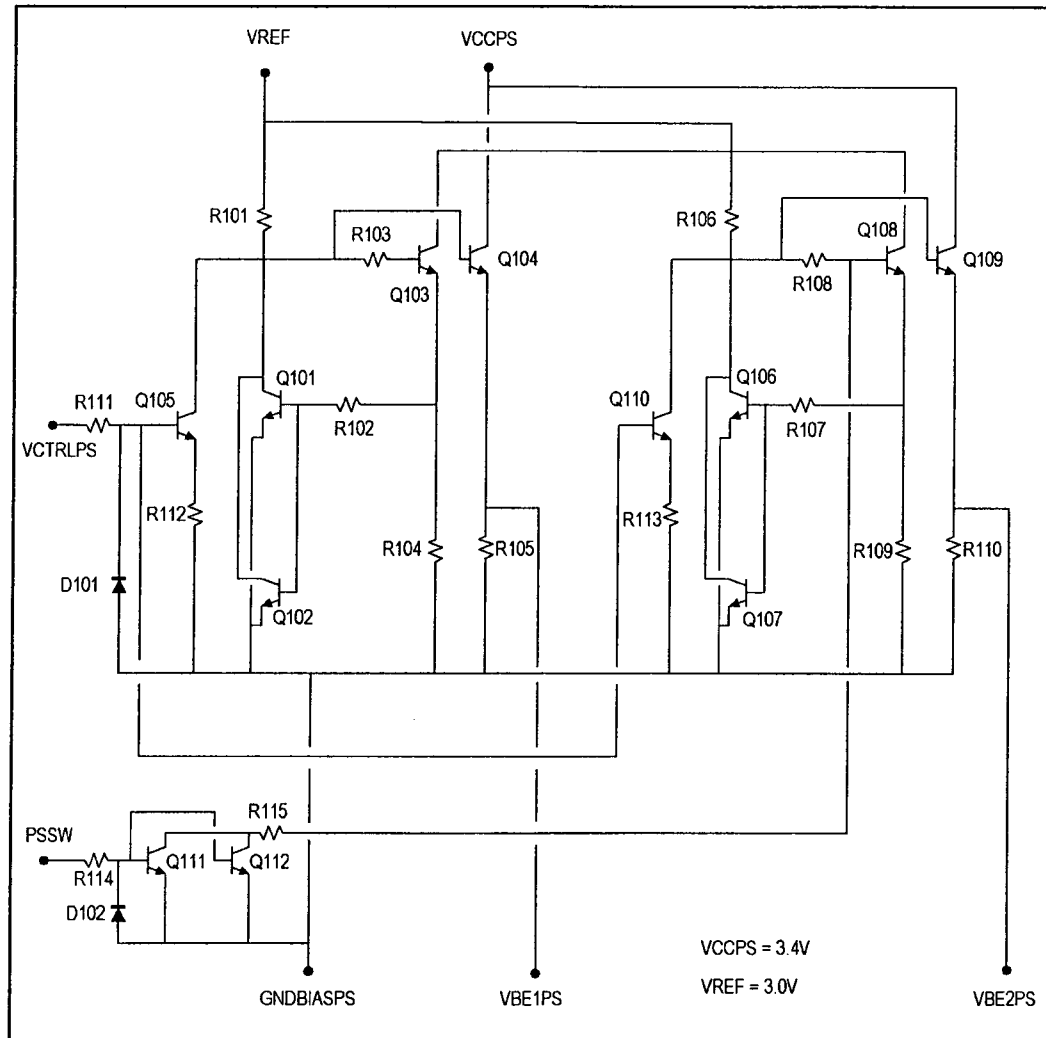 VREF
VCCPS
R101
R103
Q103
Q104
R106
R108
Q108
Q109
R111
Q105
VCTRLPS
Q101
R102
Q110
Q106
R107
R112
R104
R105
R113
R109
R110
D101
Q102
Q107
R115
PSSW
R114
Q111
Q112
D102
VCCPS = 3.4V
VREF = 3.0V
GNDBIASPS
VBE1PS
VBE2PS